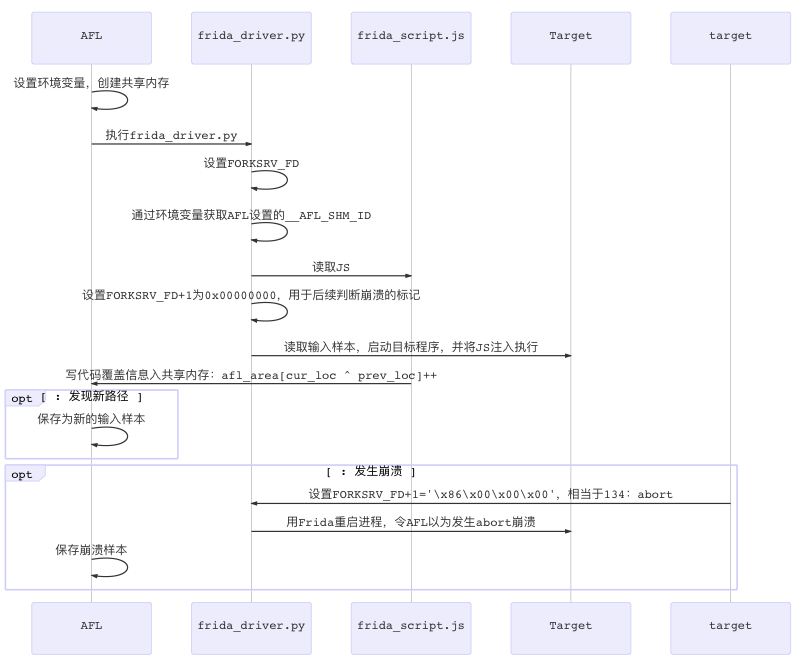 AFL
frida_driver.py
frida_script.js
Target
target
设置环境变量，创建共享内存
执行frida_driver.py
设置FORKSRV_FD
通过环境变量获取AFL设置的__AFL_SHM_ID
读取JS
设置FORKSRV_FD+1为0x00000000，用于后续判断崩溃的标记
读取输入样本，启动目标程序，并将JS注入执行
写代码覆盖信息入共享内存：afl_area[cur_loc ^ prev_loc]++
opt
[ : 发现新路径 ]
保存为新的输入样本
opt
[ : 发生崩溃 ]
设置FORKSRV_FD+1='\x86\x00\x00\x00'，相当于134：abort
用Frida重启进程，令AFL以为发生abort崩溃
保存崩溃样本
AFL
frida_driver.py
frida_script.js
Target
target